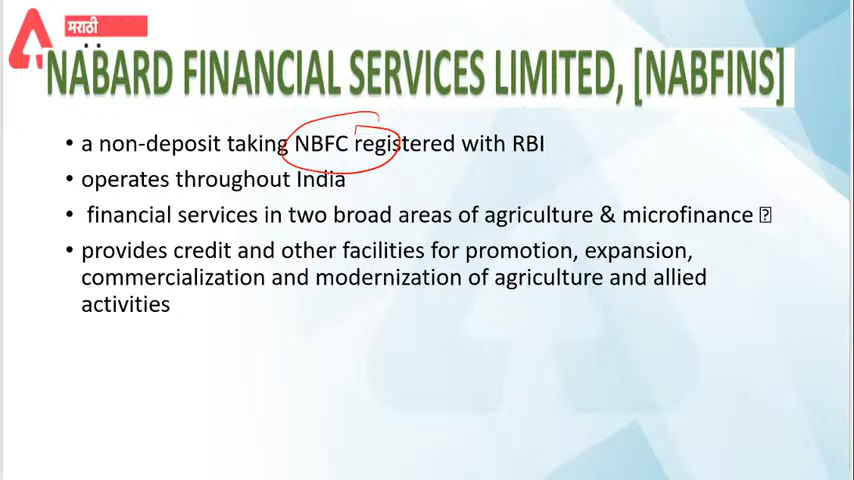 मराठी
NABARD FINANCIAL SERVICES LIMITED, [NABFINS]
• a non-deposit taking NBFC registered with RBI
• operates throughout India
• financial services in two broad areas of agriculture & microfinance
• provides credit and other facilities for promotion, expansion,
commercialization and modernization of agriculture and allied
activities